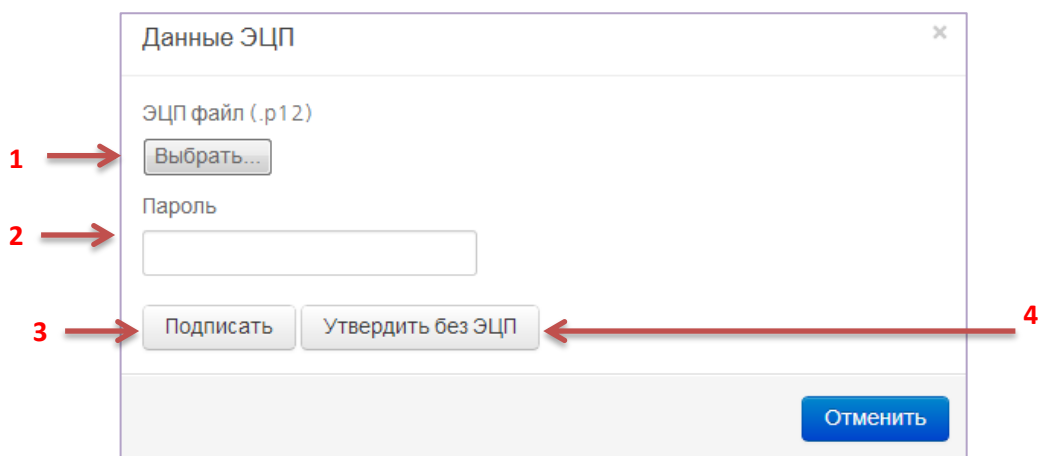 Данные ЭЦП ×
ЭЦП файл (.p12)
1 Выбрать...
Пароль
2
3 Подписать Утвердить без ЭЦП 4
Отменить